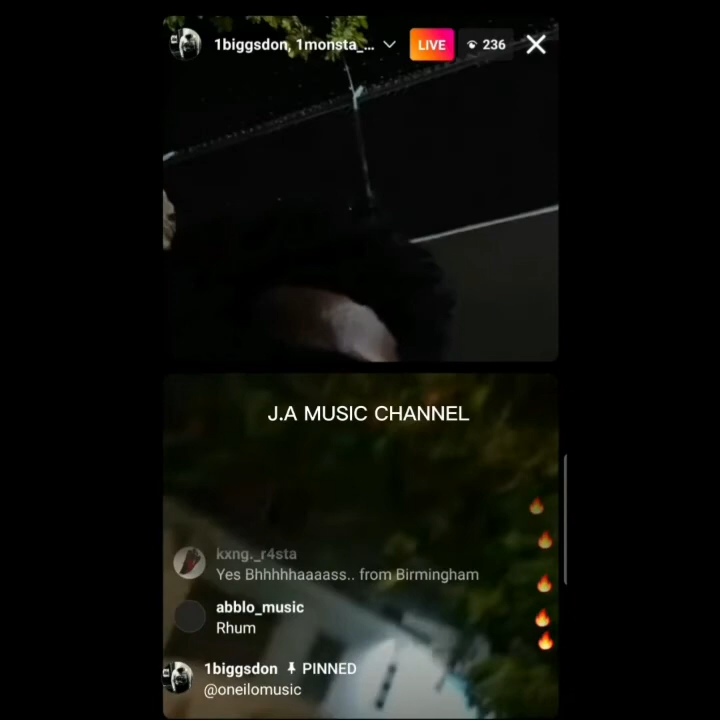 1biggsdon, 1monsta_...
LIVE
236
J.A MUSIC CHANNEL
kxng._r4sta
Yes Bhhhhhaaaass.. from Birmingham
abblo_music
Rhum
1biggsdon PINNED
@oneilomusic